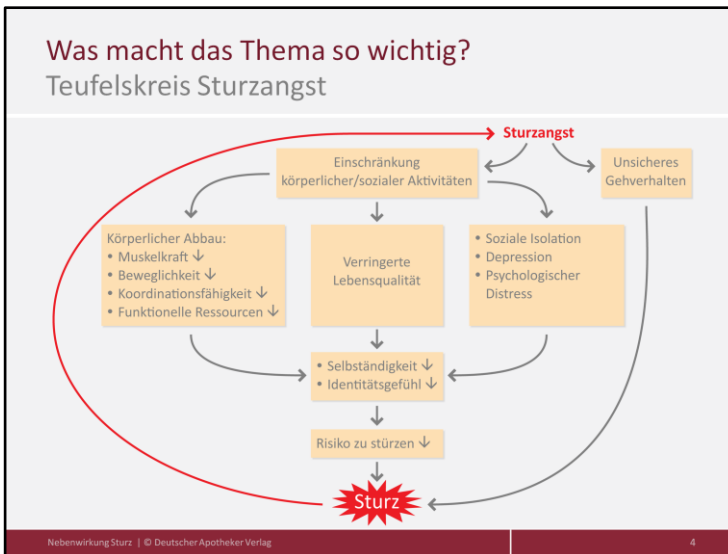 Was macht das Thema so wichtig?
Teufelskreis Sturzangst
Sturzangst
Einschränkung
körperlicher/sozialer Aktivitäten
Unsicheres
Gehverhalten
Körperlicher Abbau:
• Muskelkraft ↓
• Beweglichkeit ↓
• Koordinationsfähigkeit ↓
• Funktionelle Ressourcen ↓
Verringerte
Lebensqualität
• Soziale Isolation
• Depression
• Psychologischer
Distress
• Selbständigkeit ↓
• Identitätsgefühl ↓
Risiko zu stürzen ↓
Sturz
Nebenwirkung Sturz | © Deutscher Apotheker Verlag
4